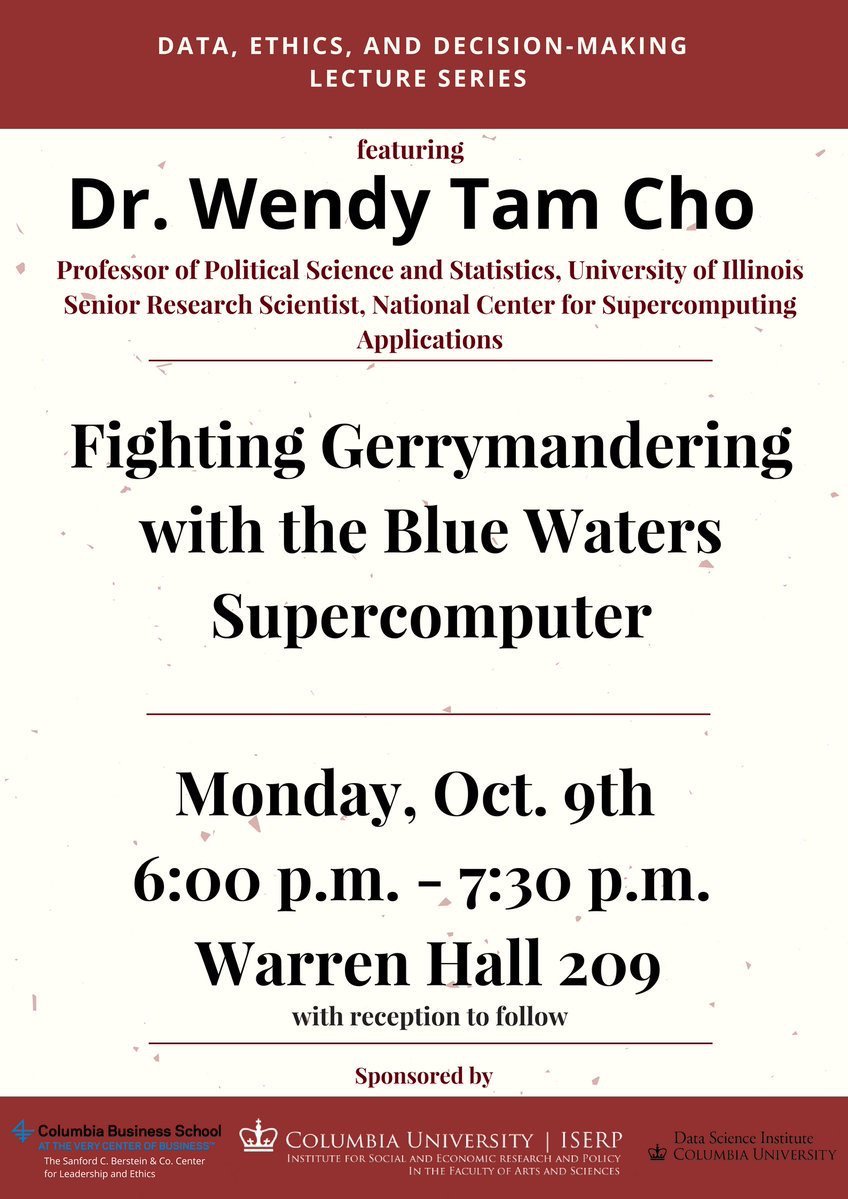 DATA, ETHICS, AND DECISION-MAKING
LECTURE SERIES
featuring
Dr. Wendy Tam Cho
Professor of Political Science and Statistics, University of Illinois
Senior Research Scientist, National Center for Supercomputing
Applications
Fighting Gerrymandering
with the Blue Waters
Supercomputer
Monday, Oct. 9th
6:00 p.m. - 7:30 p.m.
Warren Hall 209
with reception to follow
Sponsored by
Columbia Business School
AT THE VERY CENTER OF BUSINESS™
The Sanford C. Berstein & Co. Center
for Leadership and Ethics
COLUMBIA UNIVERSITY | ISERP
INSTITUTE FOR SOCIAL AND ECONOMIC RESEARCH AND POLICY
IN THE FACULTY OF ARTS AND SCIENCES
Data Science Institute
COLUMBIA UNIVERSITY